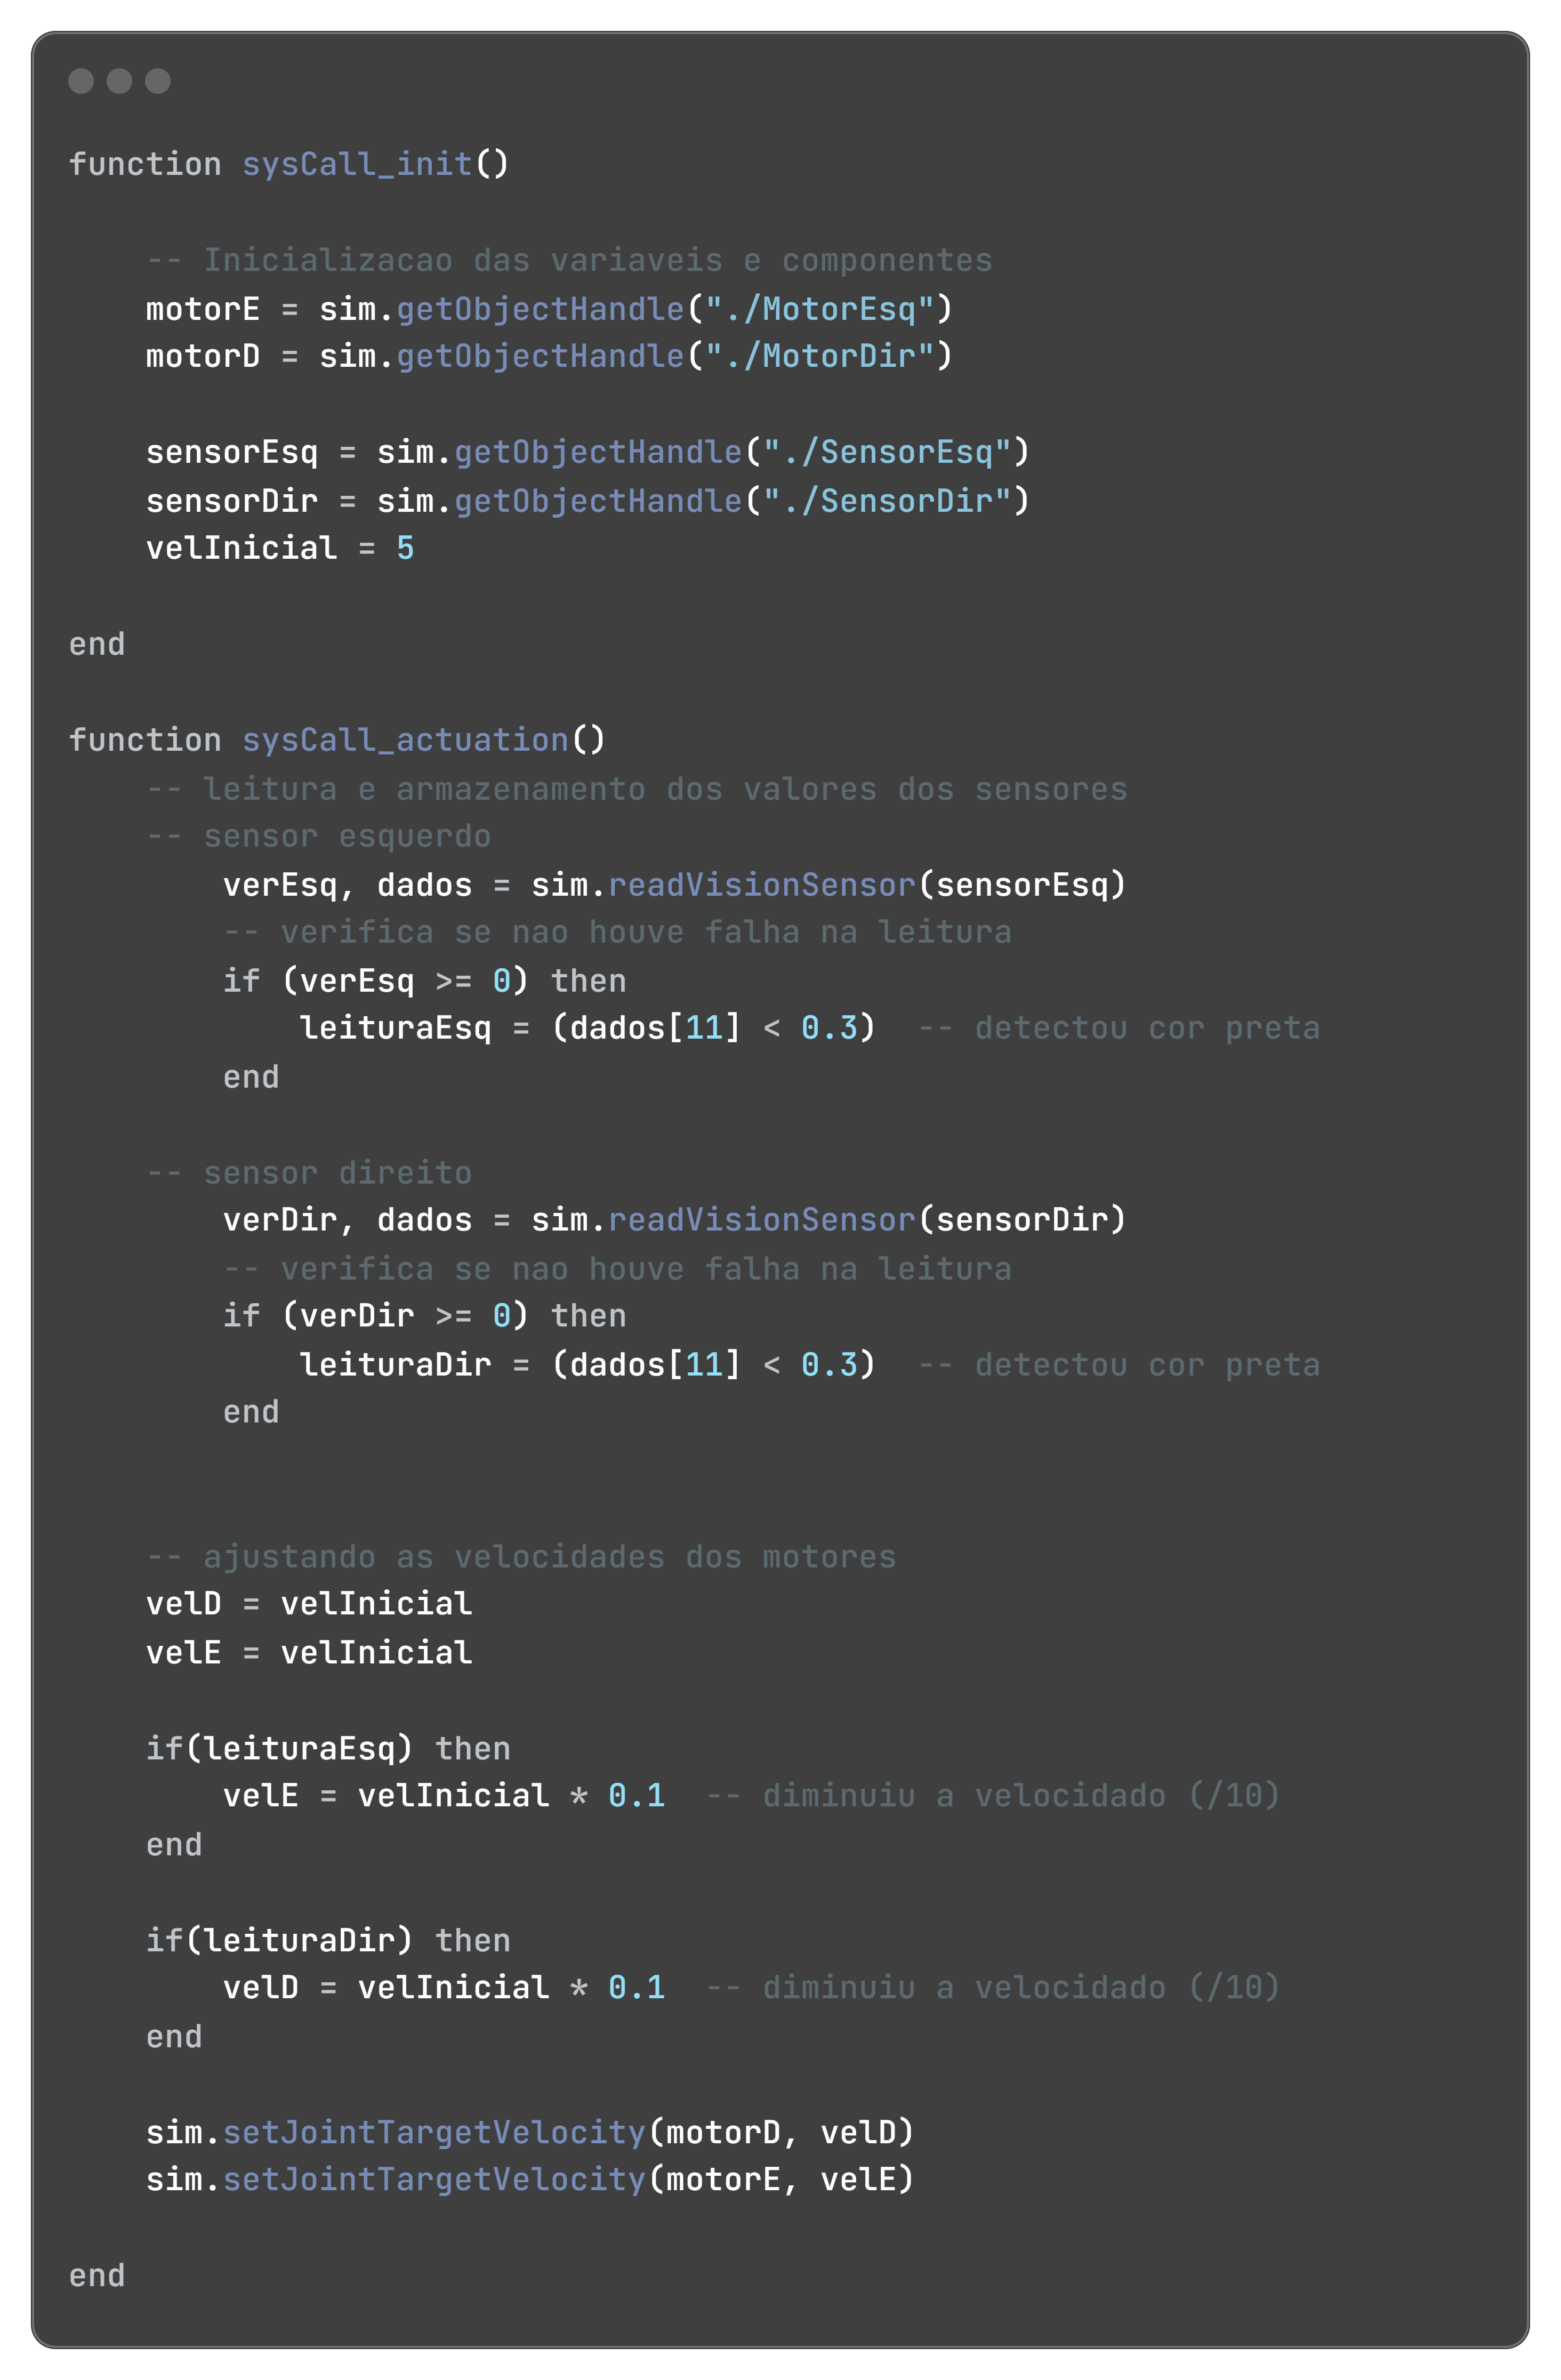 function sysCall_init()

    -- Inicializacao das variaveis e componentes
    motorE = sim.getObjectHandle("./MotorEsq")
    motorD = sim.getObjectHandle("./MotorDir")

    sensorEsq = sim.getObjectHandle("./SensorEsq")
    sensorDir = sim.getObjectHandle("./SensorDir")
    velInicial = 5

end

function sysCall_actuation()
    -- leitura e armazenamento dos valores dos sensores
    -- sensor esquerdo
        verEsq, dados = sim.readVisionSensor(sensorEsq)
        -- verifica se nao houve falha na leitura
        if (verEsq >= 0) then
            leituraEsq = (dados[11] < 0.3)  -- detectou cor preta
        end

    -- sensor direito
        verDir, dados = sim.readVisionSensor(sensorDir)
        -- verifica se nao houve falha na leitura
        if (verDir >= 0) then
            leituraDir = (dados[11] < 0.3)  -- detectou cor preta
        end


    -- ajustando as velocidades dos motores
    velD = velInicial
    velE = velInicial

    if(leituraEsq) then
        velE = velInicial * 0.1  -- diminuiu a velocidado (/10)
    end

    if(leituraDir) then
        velD = velInicial * 0.1  -- diminuiu a velocidado (/10)
    end

    sim.setJointTargetVelocity(motorD, velD)
    sim.setJointTargetVelocity(motorE, velE)

end